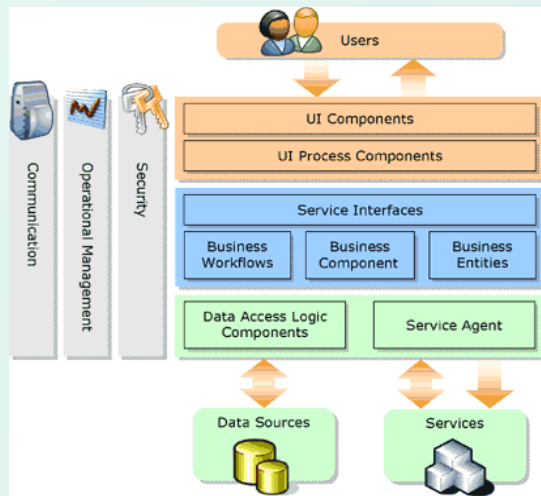 Users
UI Components
UI Process Components
Service Interfaces
Business
Workflows
Business
Component
Business
Entities
Data Access Logic
Components
Service Agent
Data Sources
Services
Communication
Operational Management
Security